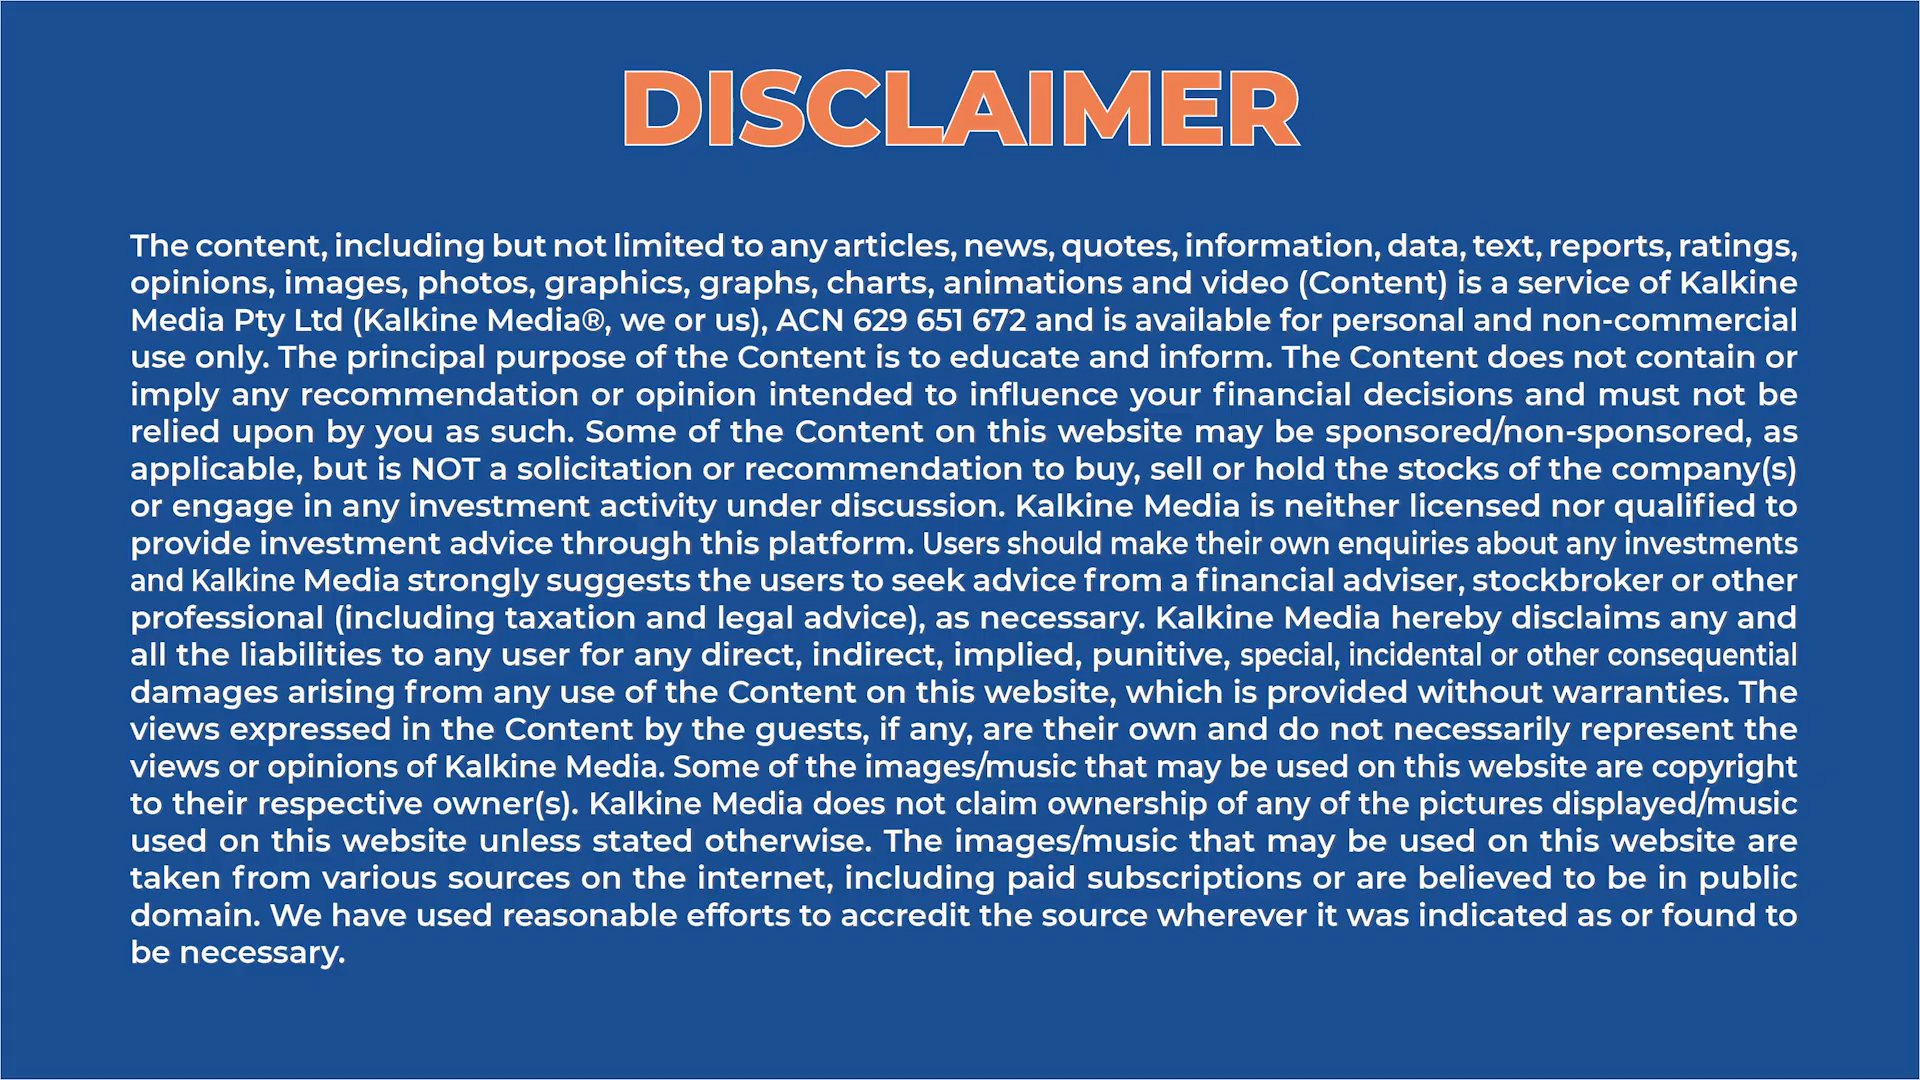 DISCLAIMER
The content, including but not limited to any articles, news, quotes, information, data, text, reports, ratings,
opinions, images, photos, graphics, graphs, charts, animations and video (Content) is a service of Kalkine
Media Pty Ltd (Kalkine Media®, we or us), ACN 629 651 672 and is available for personal and non-commercial
use only. The principal purpose of the Content is to educate and inform. The Content does not contain or
imply any recommendation or opinion intended to influence your financial decisions and must not be
relied upon by you as such. Some of the Content on this website may be sponsored/non-sponsored, as
applicable, but is NOT a solicitation or recommendation to buy, sell or hold the stocks of the company(s)
or engage in any investment activity under discussion. Kalkine Media is neither licensed nor qualified to
provide investment advice through this platform. Users should make their own enquiries about any investments
and Kalkine Media strongly suggests the users to seek advice from a financial adviser, stockbroker or other
professional (including taxation and legal advice), as necessary. Kalkine Media hereby disclaims any and
all the liabilities to any user for any direct, indirect, implied, punitive, special, incidental or other consequential
damages arising from any use of the Content on this website, which is provided without warranties. The
views expressed in the Content by the guests, if any, are their own and do not necessarily represent the
views or opinions of Kalkine Media. Some of the images/music that may be used on this website are copyright
to their respective owner(s). Kalkine Media does not claim ownership of any of the pictures displayed/music
used on this website unless stated otherwise. The images/music that may be used on this website are
taken from various sources on the internet, including paid subscriptions or are believed to be in public
domain. We have used reasonable efforts to accredit the source wherever it was indicated as or found to
be necessary.